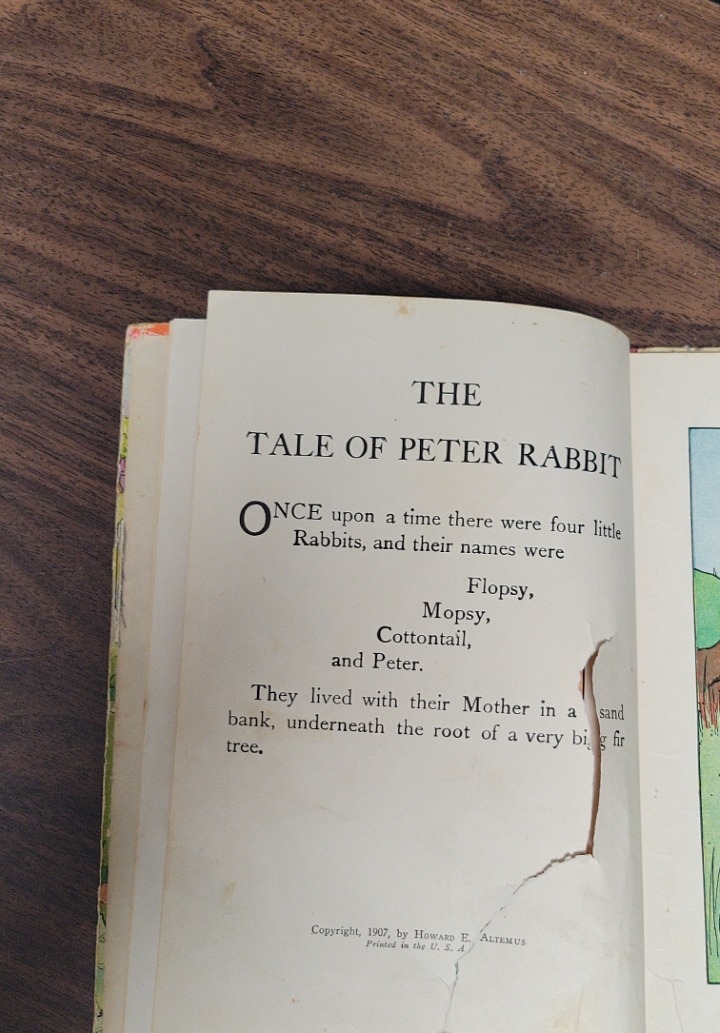 THE
TALE OF PETER RABBIT
ONCE upon a time there were four little
Rabbits, and their names were
Flopsy,
Mopsy,
Cottontail,
and Peter.
They lived with their Mother in a sand
bank, underneath the root of a very big fir
tree.
Copyright, 1907, by HOWARD E. ALTEMUS
Printed in the U. S. A.